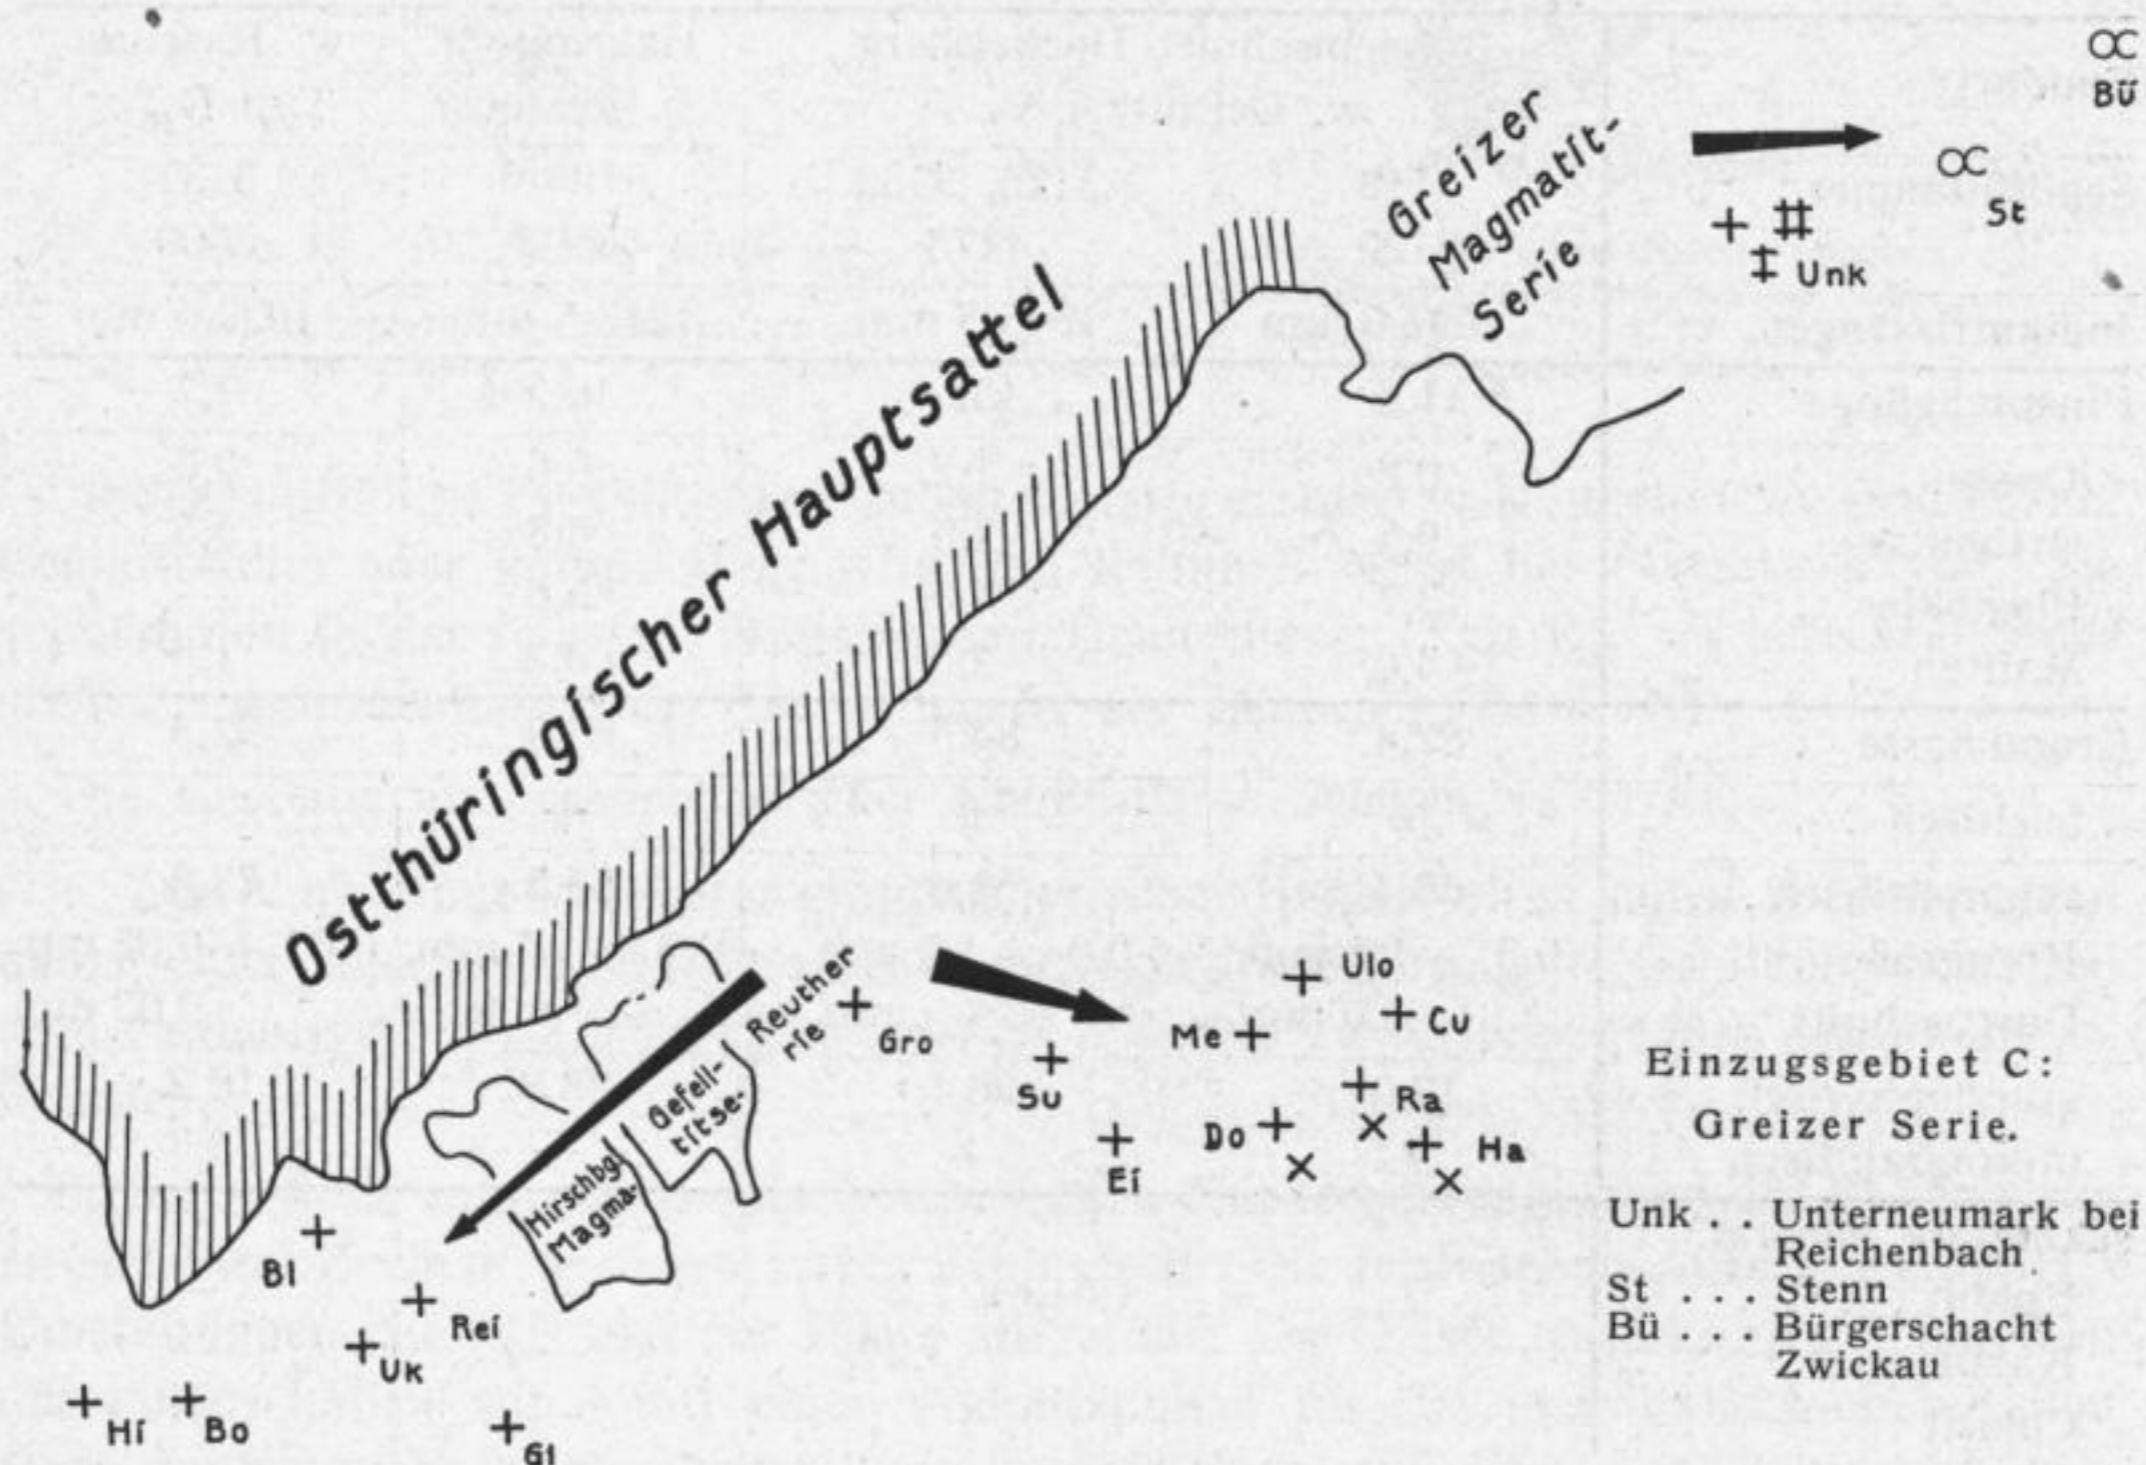 Bü
St
Unk
Greizer
Magmatit-
Serie
Ostthüringischer Hauptsattel
Reuther
rie
Gefell-
titse-
Hirschbg.
Magma-
Gro
Su
Ei
Me
Ulo
Cu
Ra
Do
Ha
Bl
Rei
Uk
Hi
Bo
Gl
Einzugsgebiet C:
Greizer Serie.
Unk . . Unterneumark bei
Reichenbach
St . . . Stenn
Bü . . . Bürgerschacht
Zwickau